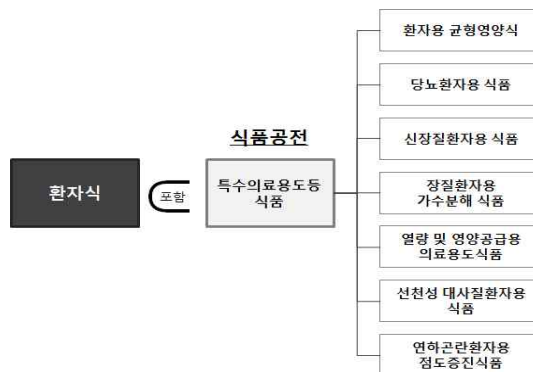 식품공전
환자식
포함
특수의료용도등
식품
환자용 균형영양식
당뇨환자용 식품
신장질환자용 식품
장질환자용
가수분해 식품
열량 및 영양공급용
의료용도식품
선천성 대사질환자용
식품
연하곤란환자용
점도증진식품